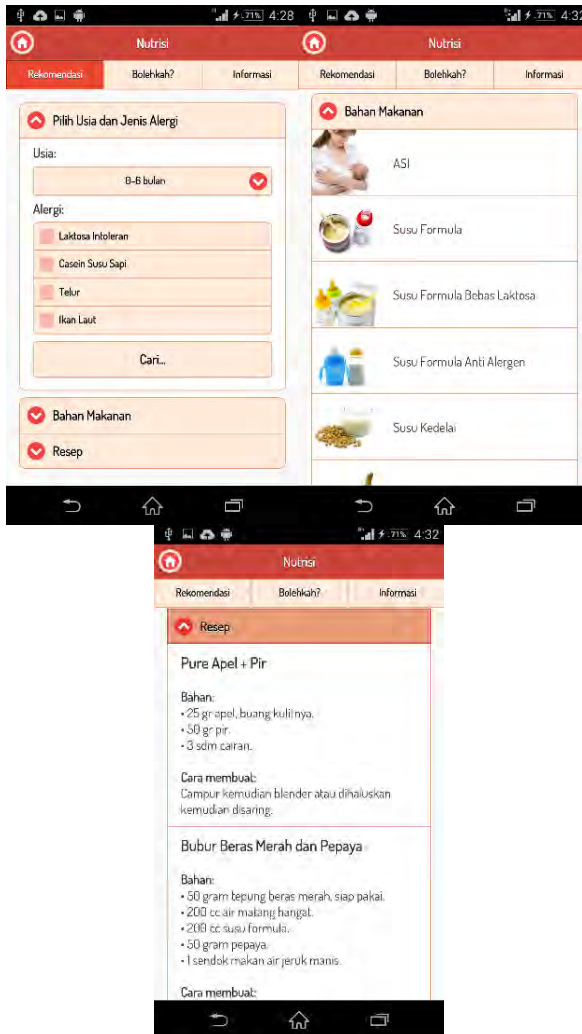 71% 4:28
Nutrisi
Rekomendasi Bolehkah? Informasi
Pilih Usia dan Jenis Alergi
Usia:
0-6 bulan
Alergi:
Laktosa Intoleran
Casein Susu Sapi
Telur
Ikan Laut
Cari...
Bahan Makanan
Resep
71% 4:32
Nutrisi
Rekomendasi Bolehkah? Informasi
Bahan Makanan
ASI
Susu Formula
Susu Formula Bebas Laktosa
Susu Formula Anti Alergen
Susu Kedelai
71% 4:32
Nutrisi
Rekomendasi Bolehkah? Informasi
Resep
Pure Apel + Pir
Bahan:
• 25 gr apel, buang kulitnya.
• 50 gr pir.
• 3 sdm cairan.
Cara membuat:
Campur kemudian blender atau dihaluskan
kemudian disaring.
Bubur Beras Merah dan Pepaya
Bahan:
• 50 gram tepung beras merah, siap pakai.
• 200 cc air matang hangat.
• 200 cc susu formula.
• 50 gram pepaya.
• 1 sendok makan air jeruk manis.
Cara membuat: